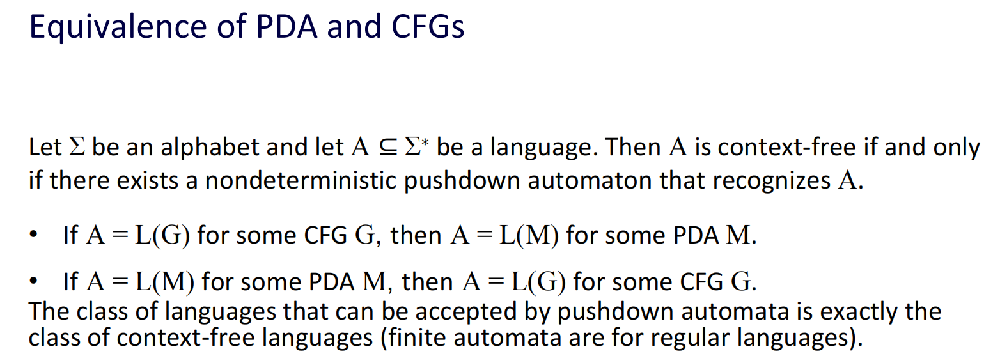 Equivalence of PDA and CFGs
Let Σ be an alphabet and let A ⊆ Σ* be a language. Then A is context-free if and only
if there exists a nondeterministic pushdown automaton that recognizes A.
• If A = L(G) for some CFG G, then A = L(M) for some PDA M.
• If A = L(M) for some PDA M, then A = L(G) for some CFG G.
The class of languages that can be accepted by pushdown automata is exactly the
class of context-free languages (finite automata are for regular languages).